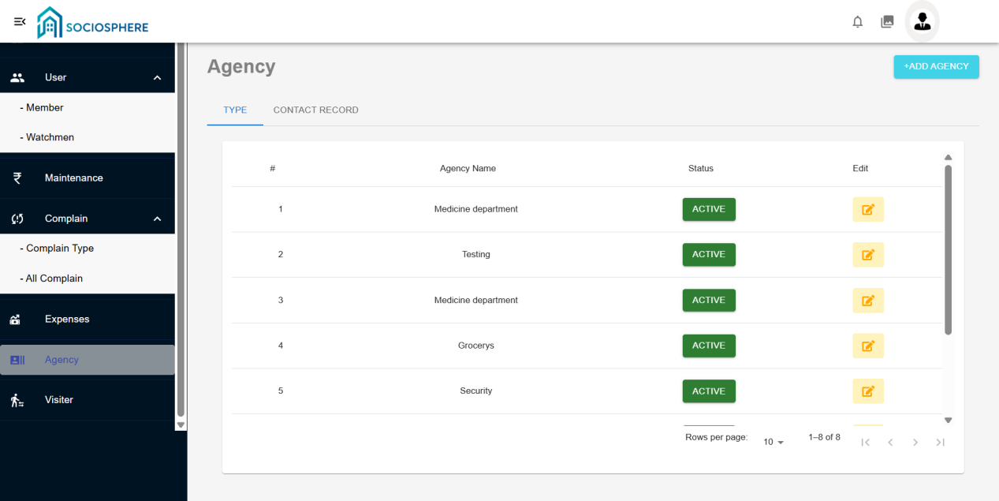 SOCIOSPHERE
User
- Member
- Watchmen
Maintenance
Complain
- Complain Type
- All Complain
Expenses
Agency
Visiter
Agency
+ADD AGENCY
TYPE CONTACT RECORD
# Agency Name Status Edit
1 Medicine department ACTIVE
2 Testing ACTIVE
3 Medicine department ACTIVE
4 Grocerys ACTIVE
5 Security ACTIVE
Rows per page: 10 1–8 of 8